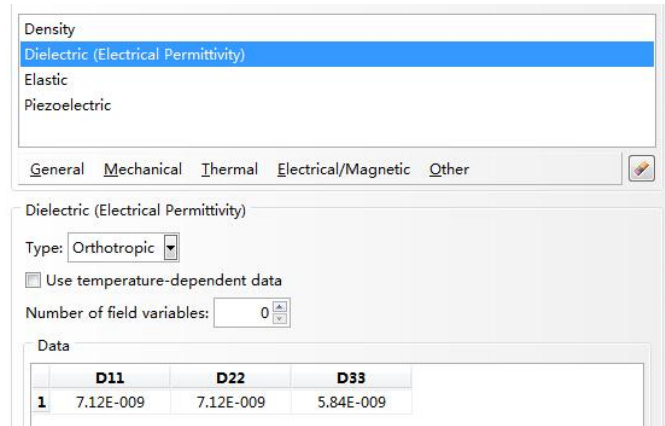 Density
Dielectric (Electrical Permittivity)
Elastic
Piezoelectric
General Mechanical Thermal Electrical/Magnetic Other
Dielectric (Electrical Permittivity)
Type: Orthotropic
Use temperature-dependent data
Number of field variables: 0
Data
D11 D22 D33
1 7.12E-009 7.12E-009 5.84E-009